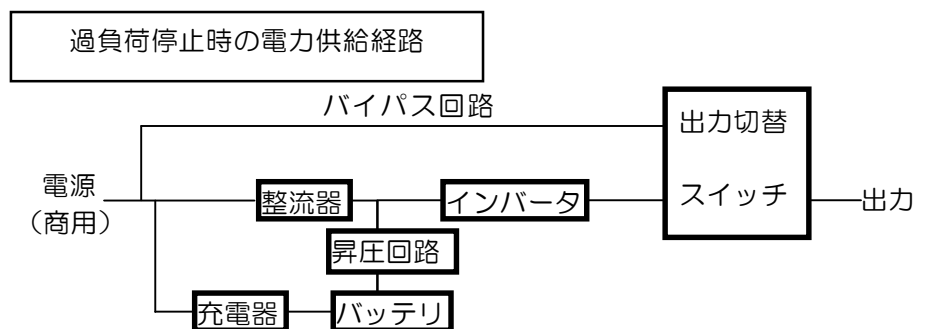 過負荷停止時の電力供給経路
バイパス回路
出力切替
スイッチ
電源
(商用)
整流器
インバータ
出力
昇圧回路
充電器
バッテリ